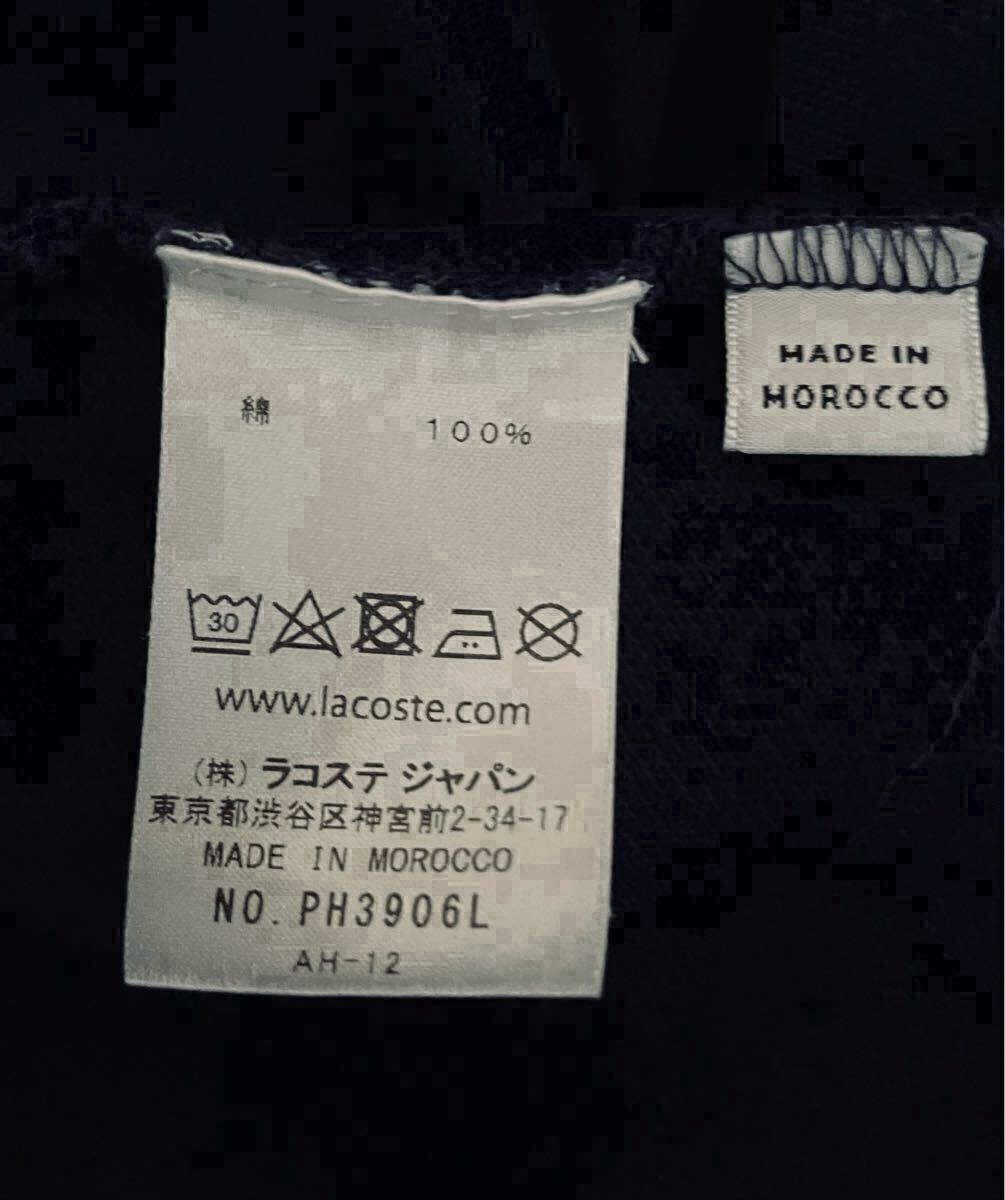 綿
100%
30
www.lacoste.com
(株) ラコステ ジャパン
東京都渋谷区神宮前2-34-17
MADE IN MOROCCO
NO. PH3906L
AH-12
MADE IN
MOROCCO